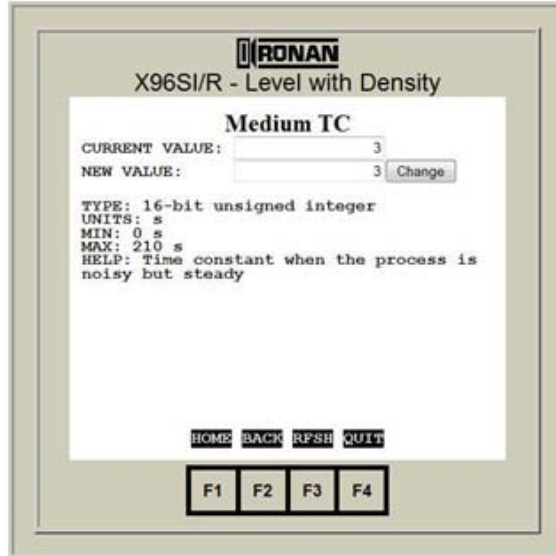 RONAN
X96SI/R - Level with Density
Medium TC
CURRENT VALUE: 3
NEW VALUE: 3 Change
TYPE: 16-bit unsigned integer
UNITS: s
MIN: 0 s
MAX: 210 s
HELP: Time constant when the process is
noisy but steady
HOME BACK RFSH QUIT
F1 F2 F3 F4